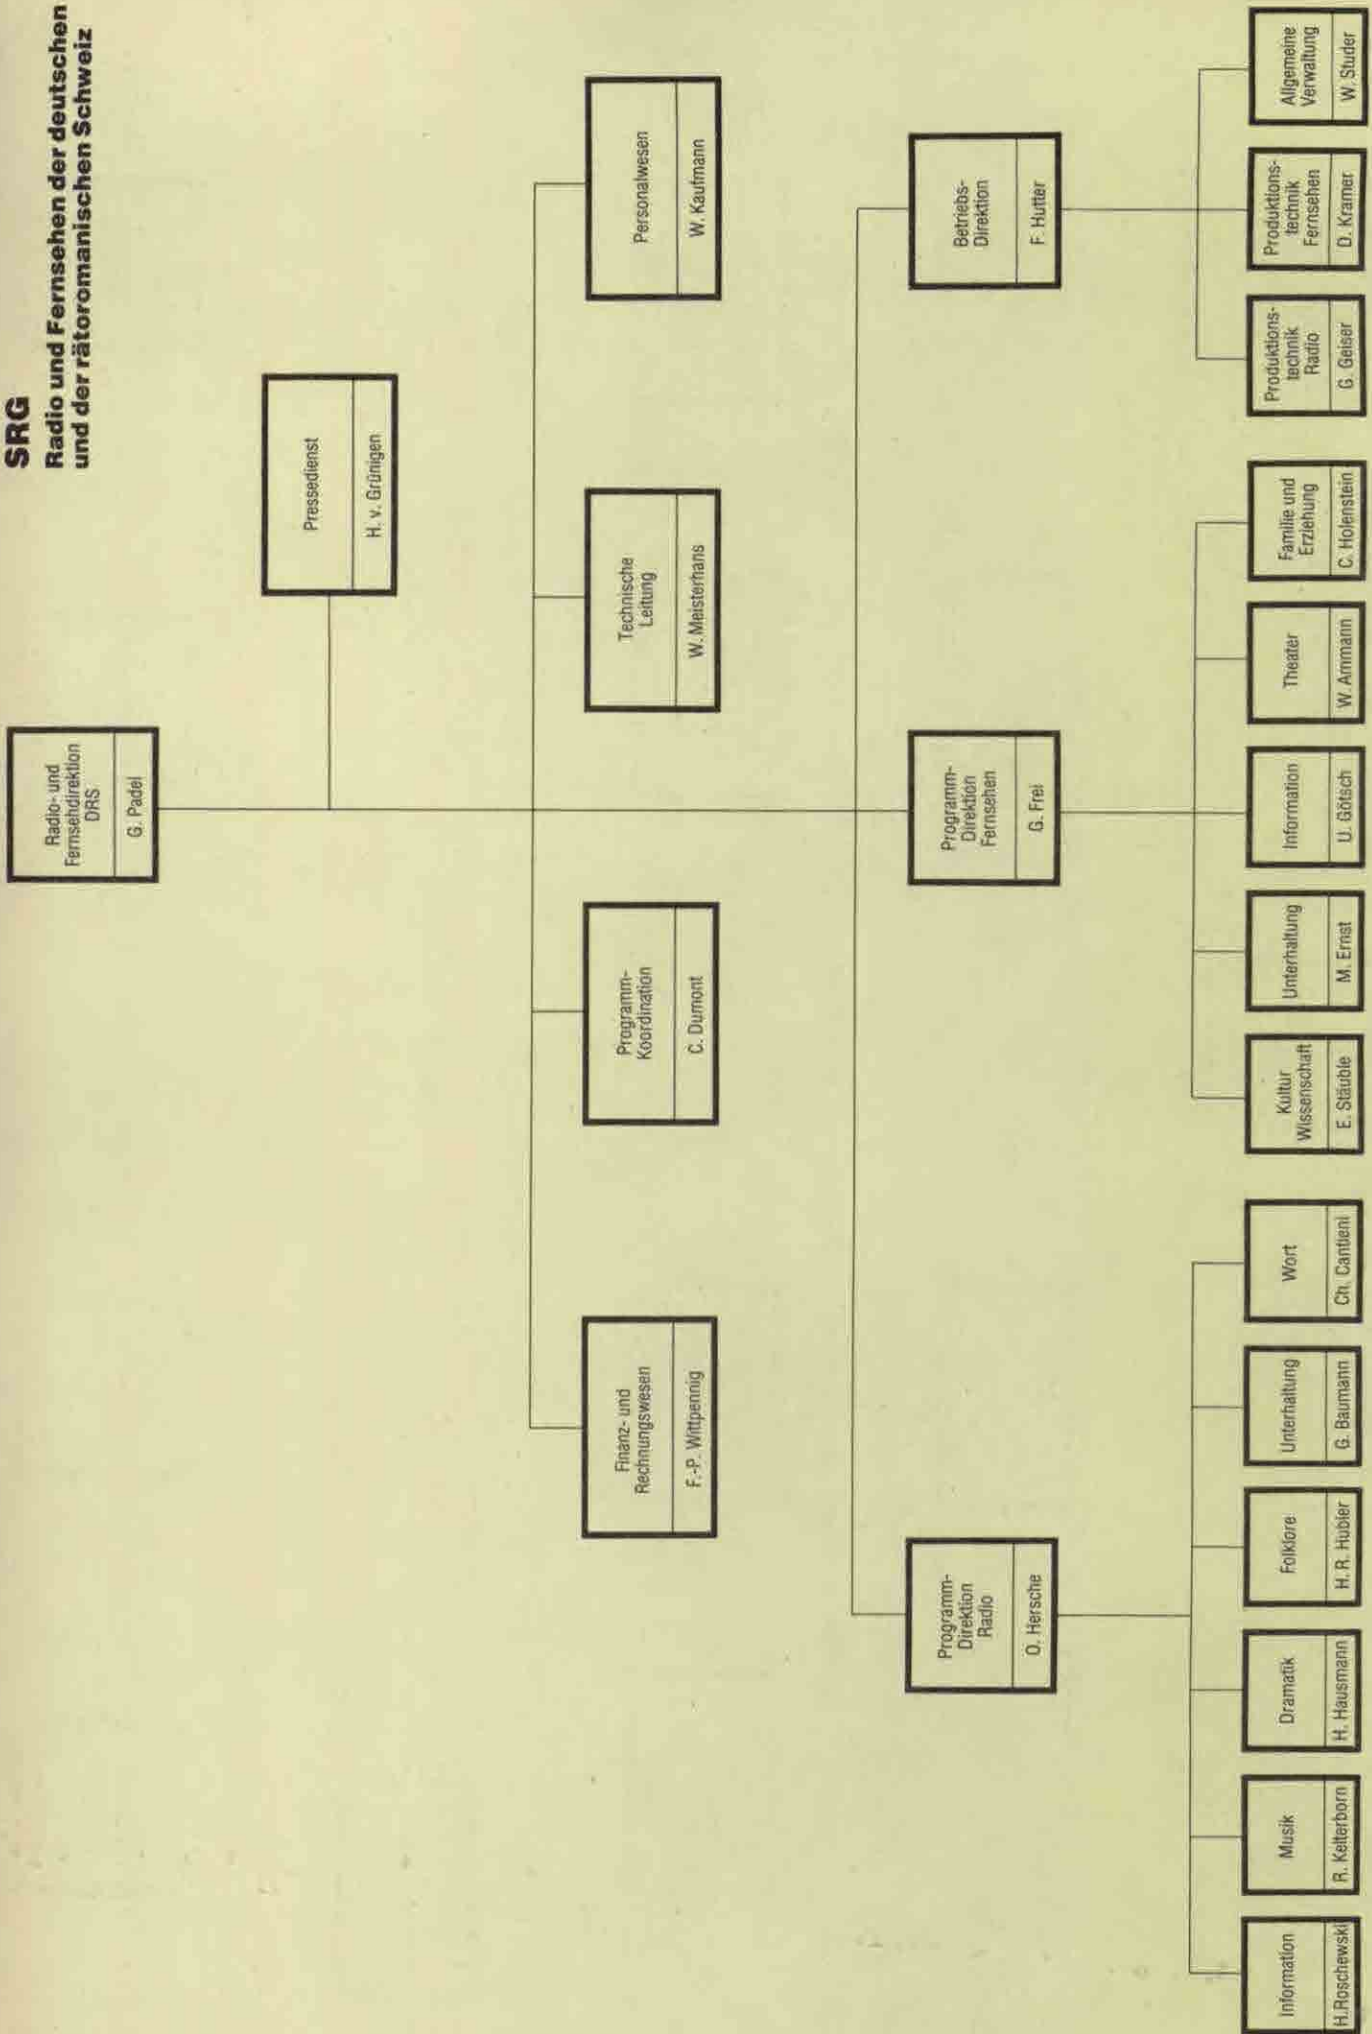 SRG
Radio und Fernsehen der deutschen
und der rätoromanischen Schweiz
Radio- und
Fernsehdirektion
DRS
G. Padel
Pressedienst
H. v. Grünigen
Finanz- und
Rechnungswesen
F.-P. Wittpennig
Programm-
Koordination
C. Dumont
Technische
Leitung
W. Meisterhans
Personalwesen
W. Kaufmann
Programm-
Direktion
Radio
O. Hersche
Programm-
Direktion
Fernsehen
G. Frei
Betriebs-
Direktion
F. Hutter
Information
H.Roschewski
Musik
R. Kelterborn
Dramatik
H. Hausmann
Folklore
H. R. Hubler
Unterhaltung
G. Baumann
Wort
Ch. Cantieni
Kultur
Wissenschaft
E. Stäuble
Unterhaltung
M. Ernst
Information
U. Götsch
Theater
W. Ammann
Familie und
Erziehung
C. Holenstein
Produktions-
technik
Radio
G. Geiser
Produktions-
technik
Fernsehen
D. Kramer
Allgemeine
Verwaltung
W. Studer